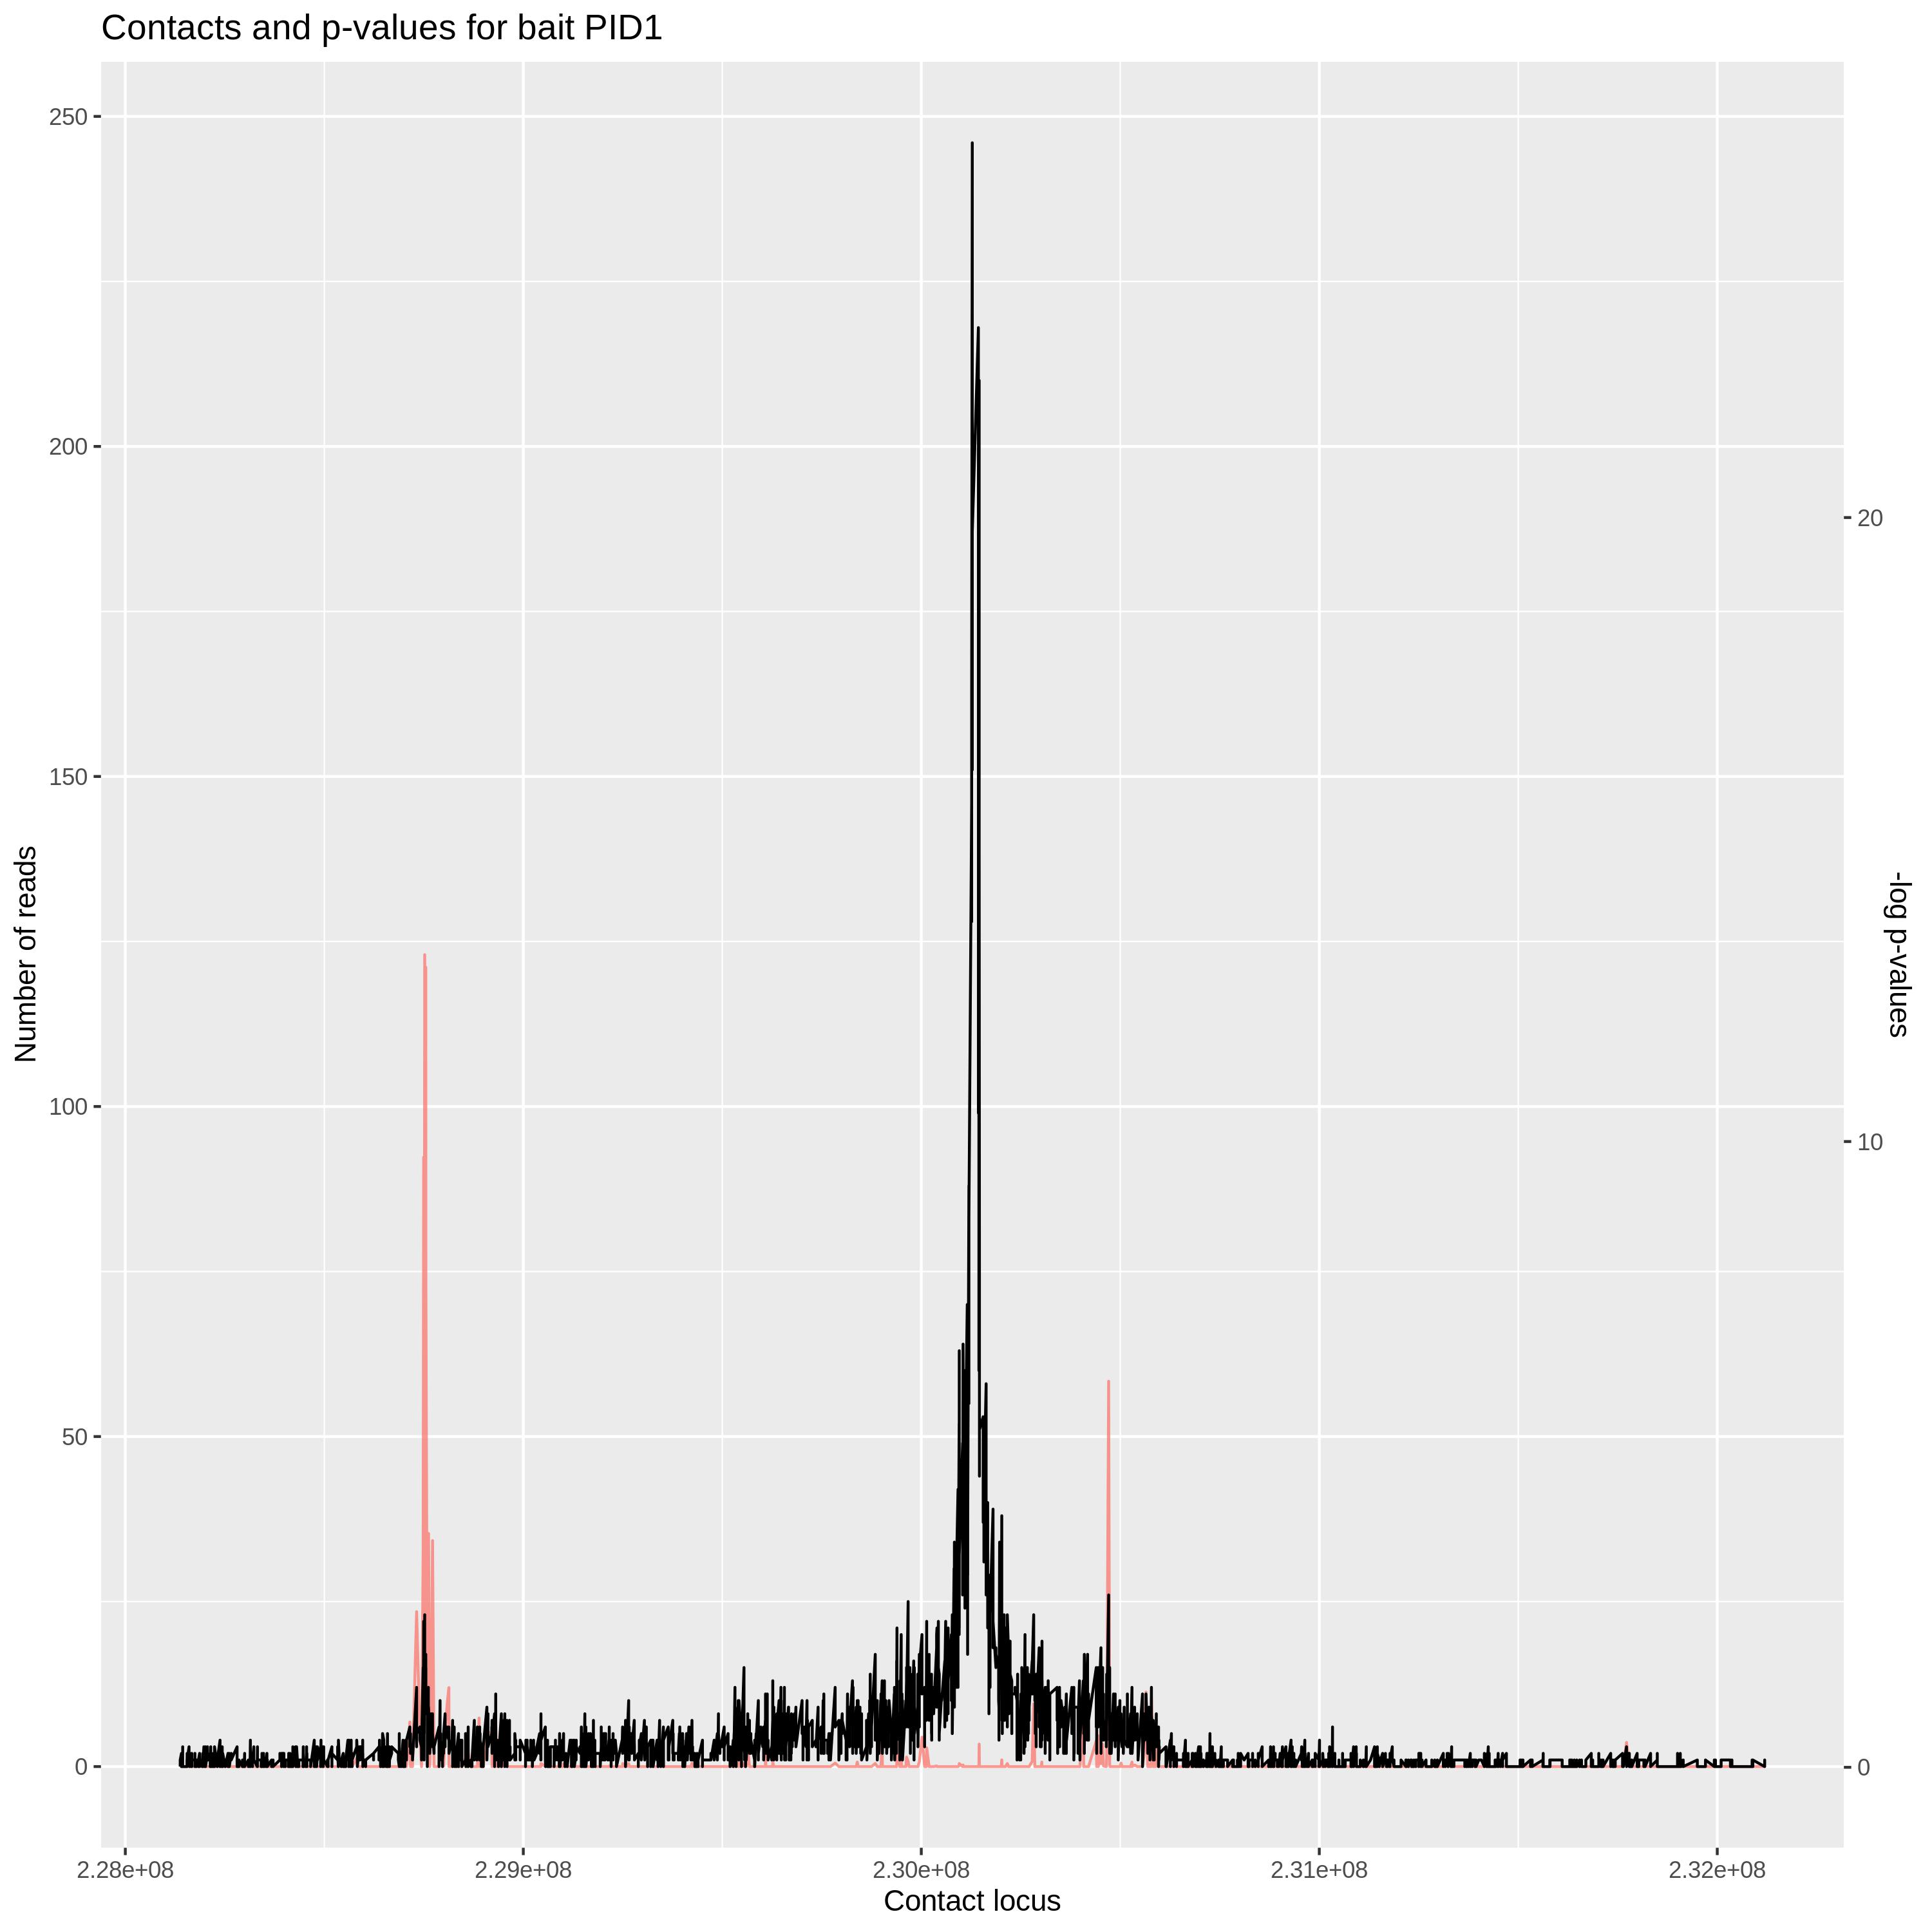 Contacts and p-values for bait PID1
250
200
150
100
50
0
Number of reads
20
10
0
-log p-values
2.28e+08
2.29e+08
2.30e+08
2.31e+08
2.32e+08
Contact locus